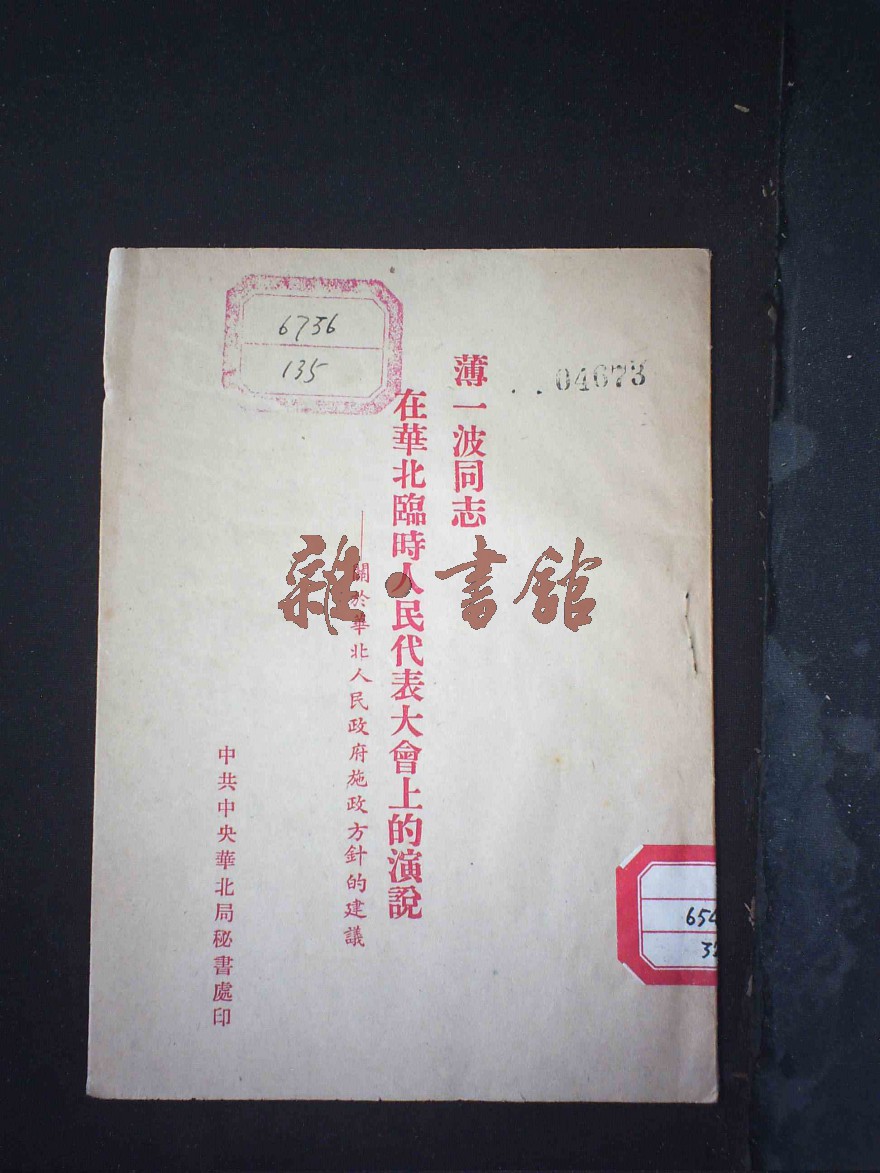 04673
薄一波同志
在華北臨時人民代表大會上的演說
——關於華北人民政府施政方針的建議
中共中央華北局秘書處印
6736
135
654
雜·書館